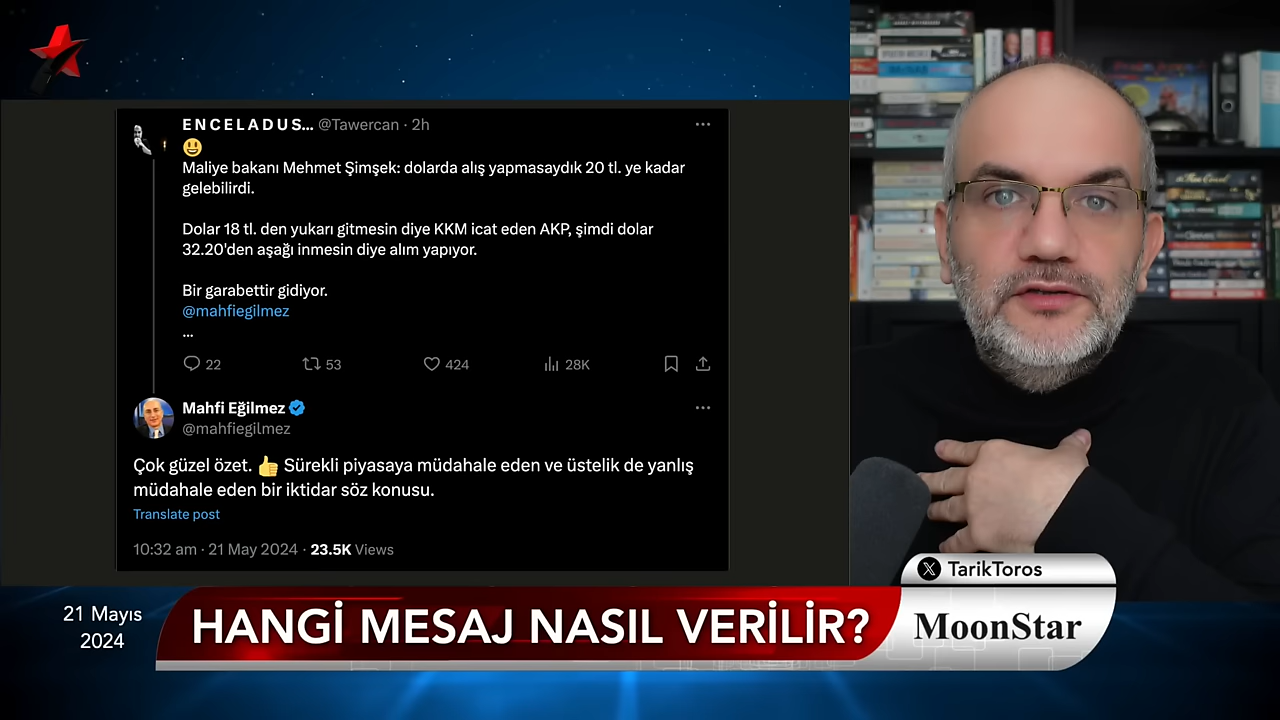 E N C E L A D U S... @Tawercan · 2h
Maliye bakanı Mehmet Şimşek: dolarda alış yapmasaydık 20 tl. ye kadar
gelebilirdi.
Dolar 18 tl. den yukarı gitmesin diye KKM icat eden AKP, şimdi dolar
32.20'den aşağı inmesin diye alım yapıyor.
Bir garabettir gidiyor.
@mahfiegilmez
...
22 53 424 28K
Mahfi Eğilmez
@mahfiegilmez
Çok güzel özet. 👍 Sürekli piyasaya müdahale eden ve üstelik de yanlış
müdahale eden bir iktidar söz konusu.
Translate post
10:32 am · 21 May 2024 · 23.5K Views
TarikToros
21 Mayıs
2024
HANGİ MESAJ NASIL VERİLİR?
MoonStar